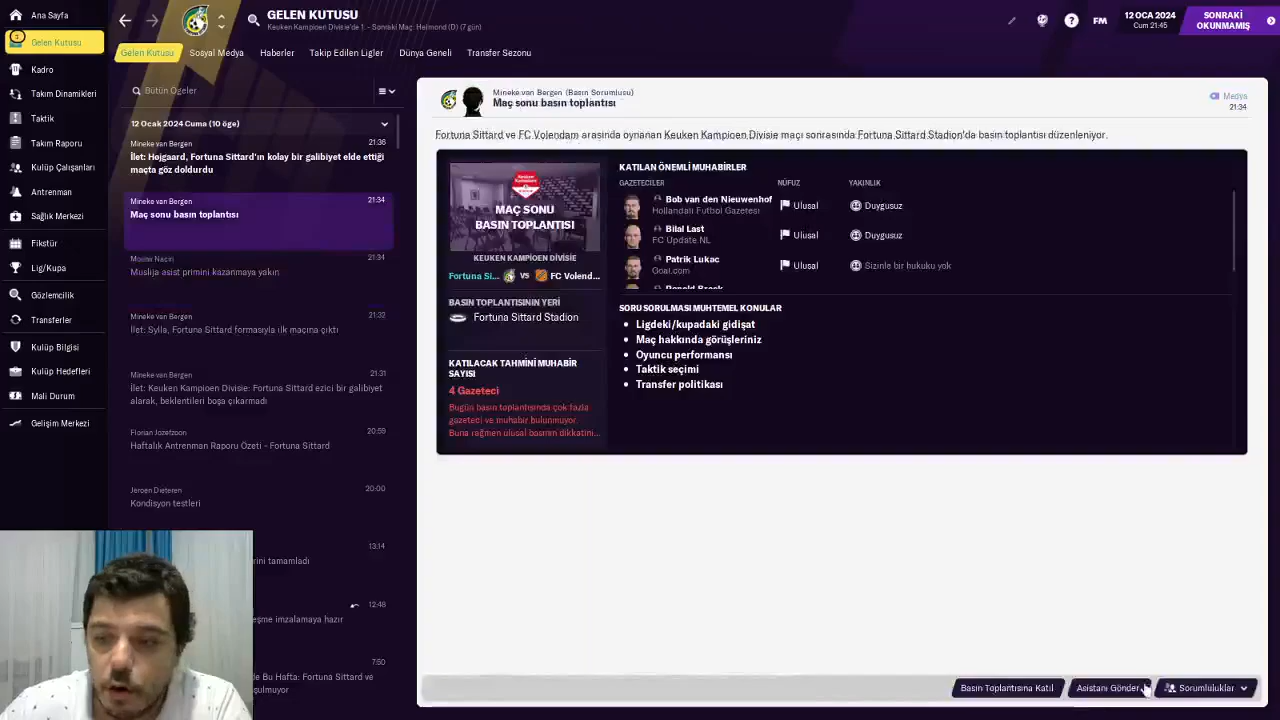 Ana Sayfa
Gelen Kutusu
Kadro
Takım Dinamikleri
Taktik
Takım Raporu
Kulüp Çalışanları
Antrenman
Sağlık Merkezi
Fikstür
Lig/Kupa
Gözlemcilik
Transferler
Kulüp Bilgisi
Kulüp Hedefleri
Mali Durum
Gelişim Merkezi
GELEN KUTUSU
Keuken Kampioen Divisie'de 1. - Sonraki Maç: Helmond (D) (7 gün)
FM
12 OCA 2024
Cum 21:45
SONRAKİ
OKUNMAMIŞ
Gelen Kutusu
Sosyal Medya
Haberler
Takip Edilen Ligler
Dünya Geneli
Transfer Sezonu
Bütün Öğeler
12 Ocak 2024 Cuma (10 öge)
Mineke van Bergen 21:36
İlet: Højgaard, Fortuna Sittard'ın kolay bir galibiyet elde ettiği
maçta göz doldurdu
Mineke van Bergen 21:34
Maç sonu basın toplantısı
21:34
Muslija asist primini kazanmaya yakın
Mineke van Bergen 21:32
İlet: Sylla, Fortuna Sittard formasıyla ilk maçına çıktı
Mineke van Bergen 21:31
İlet: Keuken Kampioen Divisie: Fortuna Sittard ezici bir galibiyet
alarak, beklentileri boşa çıkarmadı
Florian Jozefzoon 20:59
Haftalık Antrenman Raporu Özeti - Fortuna Sittard
Jeroen Dieteren 20:00
Kondisyon testleri
13:14
rini tamamladı
12:48
eşme imzalamaya hazır
7:50
de Bu Hafta: Fortuna Sittard ve
şulmuyor
Mineke van Bergen (Basın Sorumlusu)
Maç sonu basın toplantısı
Medya
21:34
Fortuna Sittard ve FC Volendam arasında oynanan Keuken Kampioen Divisie maçı sonrasında Fortuna Sittard Stadion'da basın toplantısı düzenleniyor.
MAÇ SONU
BASIN TOPLANTISI
KEUKEN KAMPIOEN DIVISIE
Fortuna Si... VS FC Volend...
BASIN TOPLANTISININ YERİ
Fortuna Sittard Stadion
KATILACAK TAHMİNİ MUHABİR
SAYISI
4 Gazeteci
Bugün basın toplantısında çok fazla
gazeteci ve muhabir bulunmuyor.
Buna rağmen ulusal basının dikkatini...
KATILAN ÖNEMLİ MUHABİRLER
GAZETECİLER NÜFUZ YAKINLIK
Bob van den Nieuwenhof Ulusal Duygusuz
Hollandalı Futbol Gazetesi
Bilal Last Ulusal Duygusuz
FC Update NL
Patrik Lukac Ulusal Sizinle bir hukuku yok
Goal.com
SORU SORULMASI MUHTEMEL KONULAR
Ligdeki/kupadaki gidişat
Maç hakkında görüşleriniz
Oyuncu performansı
Taktik seçimi
Transfer politikası
Basın Toplantısına Katıl
Asistanı Gönder
Sorumluluklar